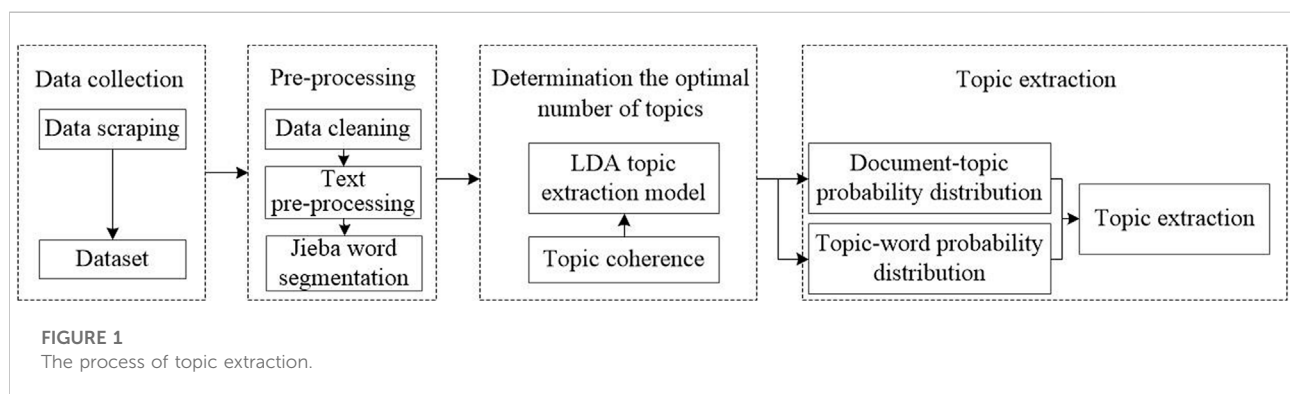 Data collection
Data scraping
Dataset
Pre-processing
Data cleaning
Text
pre-processing
Jieba word
segmentation
Determination the optimal
number of topics
LDA topic
extraction model
Topic coherence
Topic extraction
Document-topic
probability distribution
Topic-word probability
distribution
Topic extraction
FIGURE 1
The process of topic extraction.